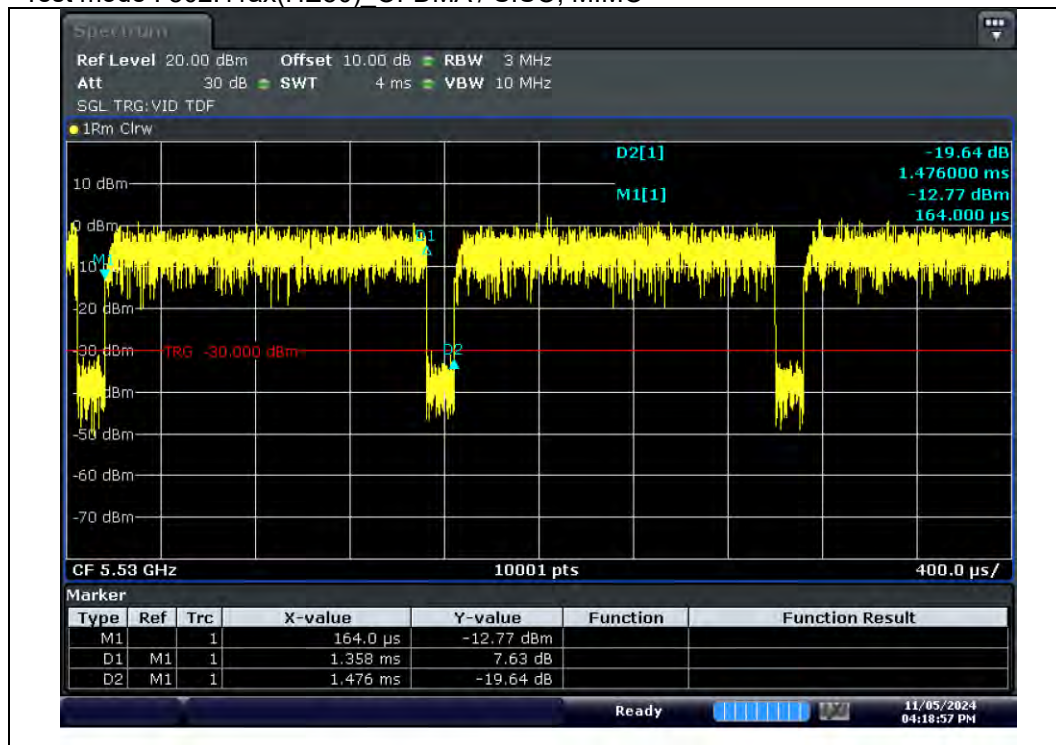 Spectrum
Ref Level 20.00 dBm Offset 10.00 dB RBW 3 MHz
Att 30 dB SWT 4 ms VBW 10 MHz
SGL TRG:VID TDF
1Rm Clrw
D2[1] -19.64 dB
1.476000 ms
10 dBm
M1[1] -12.77 dBm
164.000 µs
0 dBm
D1
M1
-10
-20 dBm
-30 dBm TRG -30.000 dBm
D2
dBm
-50 dBm
-60 dBm
-70 dBm
CF 5.53 GHz 10001 pts 400.0 µs/
Marker
Type Ref Trc X-value Y-value Function Function Result
M1 1 164.0 µs -12.77 dBm
D1 M1 1 1.358 ms 7.63 dB
D2 M1 1 1.476 ms -19.64 dB
Ready 11/05/2024
04:18:57 PM